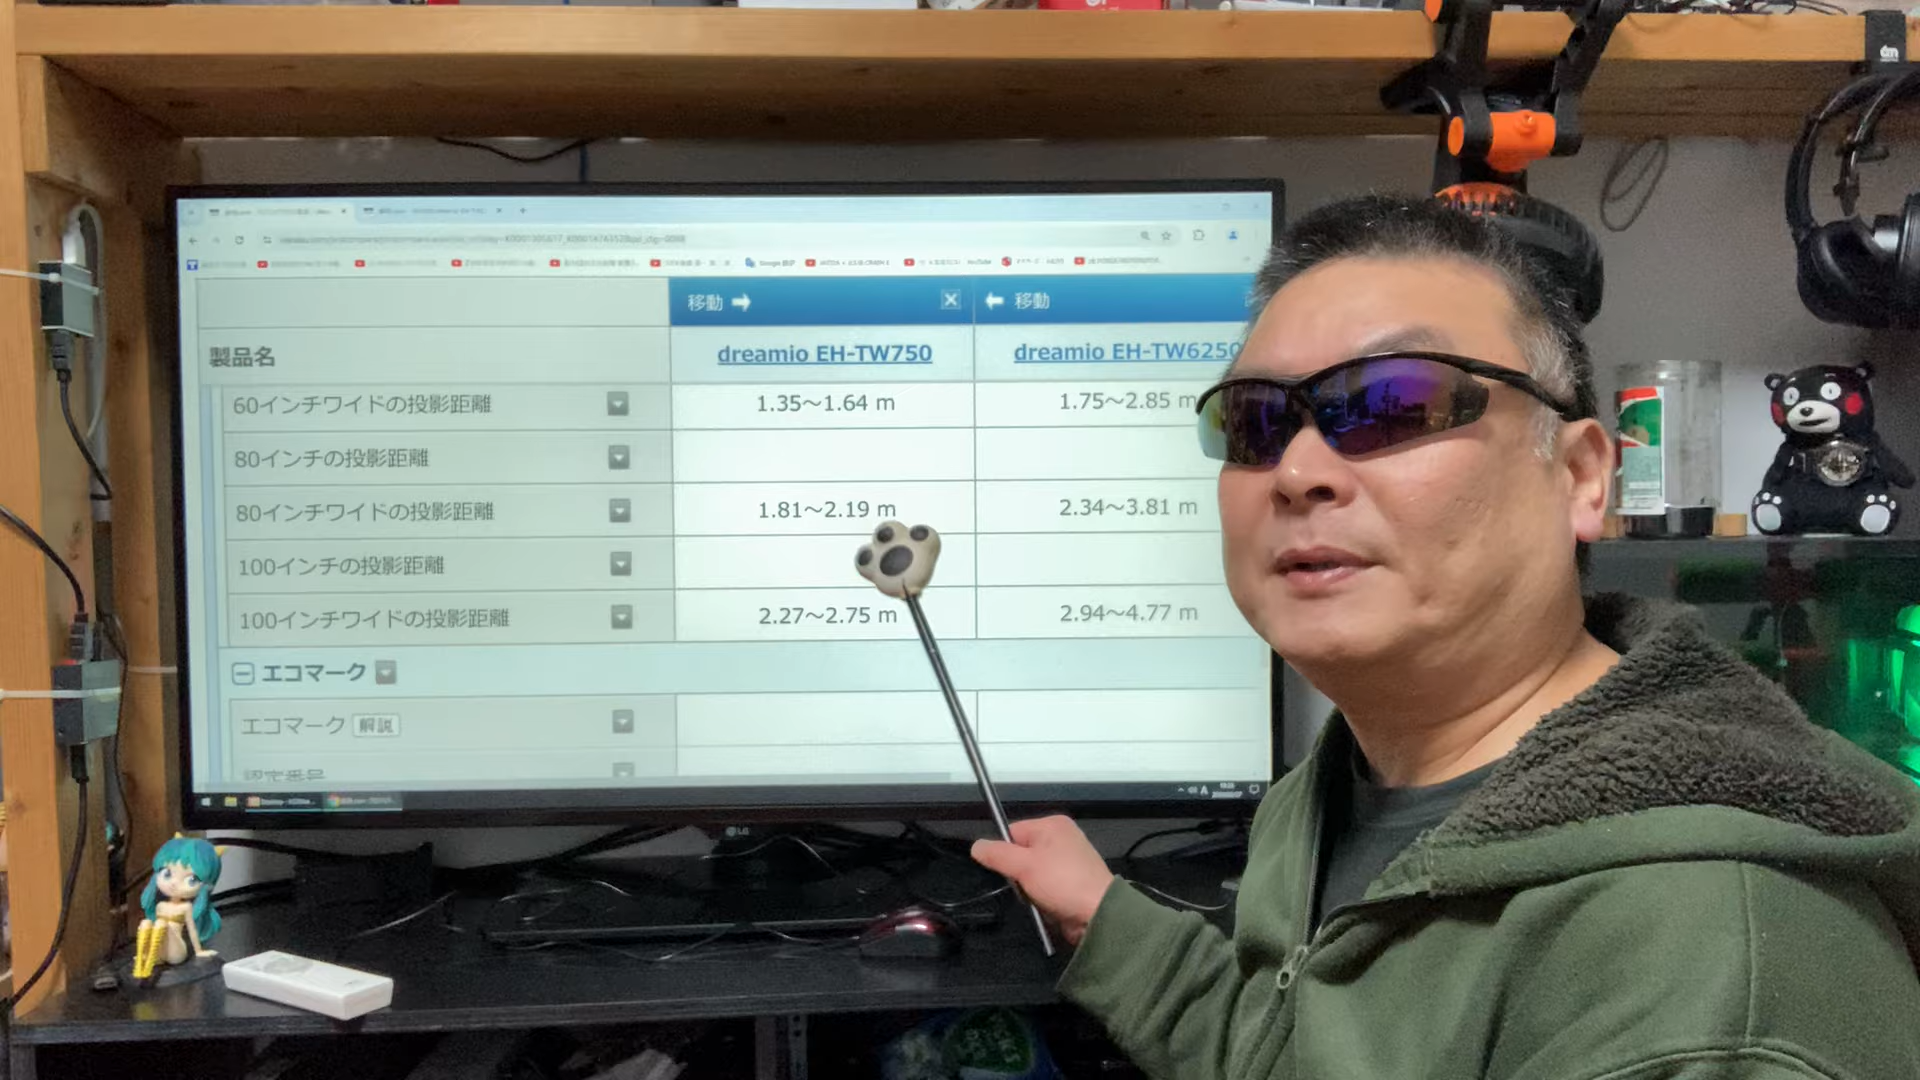 移動 ➡ ✕ ⬅ 移動
製品名 dreamio EH-TW750 dreamio EH-TW6250
60インチワイドの投影距離 1.35～1.64 m 1.75～2.85 m
80インチの投影距離
80インチワイドの投影距離 1.81～2.19 m 2.34～3.81 m
100インチの投影距離
100インチワイドの投影距離 2.27～2.75 m 2.94～4.77 m
エコマーク
エコマーク 解説
認定番号
LG